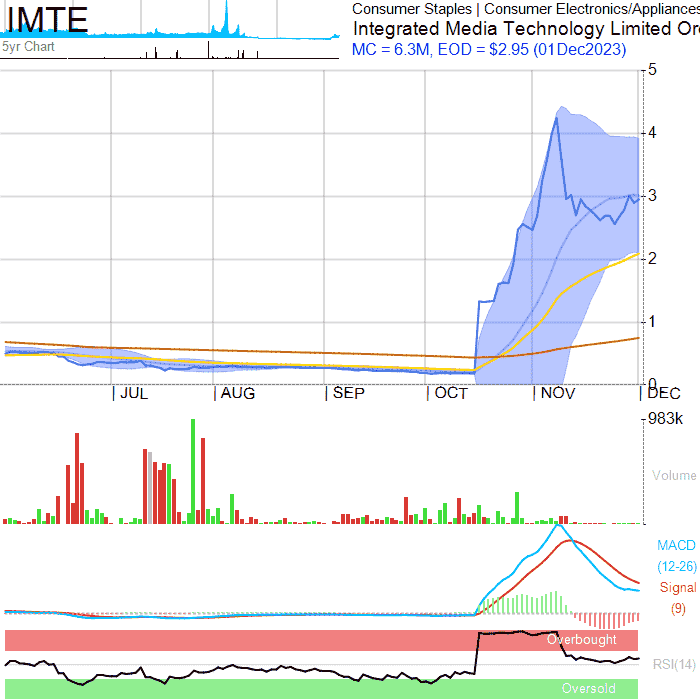 IMTE
5yr Chart
Consumer Staples | Consumer Electronics/Appliances
Integrated Media Technology Limited Or
MC = 6.3M, EOD = $2.95 (01Dec2023)
5
4
3
2
1
0
JUL AUG SEP OCT NOV DEC
983k
Volume
MACD
(12-26)
Signal
(9)
Overbought
RSI(14)
Oversold